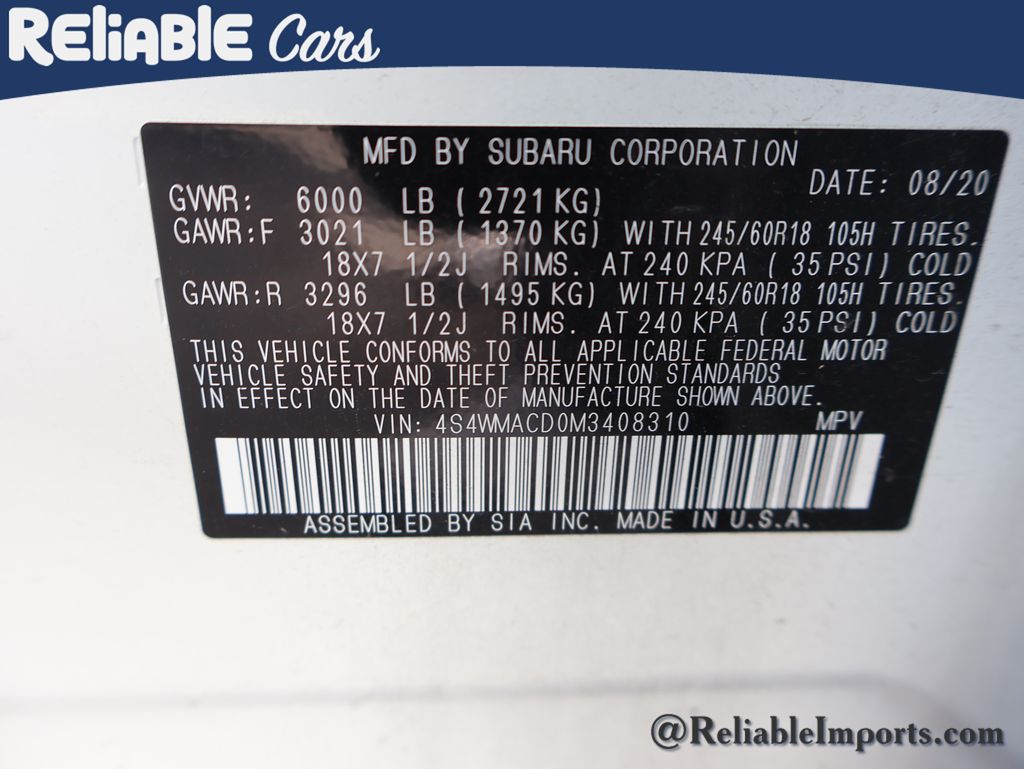 RELiABLE Cars
MFD BY SUBARU CORPORATION
DATE: 08/20
GVWR: 6000 LB ( 2721 KG)
GAWR:F 3021 LB ( 1370 KG) WITH 245/60R18 105H TIRES.
18X7 1/2J RIMS. AT 240 KPA ( 35 PSI) COLD
GAWR:R 3296 LB ( 1495 KG) WITH 245/60R18 105H TIRES.
18X7 1/2J RIMS. AT 240 KPA ( 35 PSI) COLD
THIS VEHICLE CONFORMS TO ALL APPLICABLE FEDERAL MOTOR
VEHICLE SAFETY AND THEFT PREVENTION STANDARDS
IN EFFECT ON THE DATE OF MANUFACTURE SHOWN ABOVE.
VIN: 4S4WMACD0M3408310 MPV
ASSEMBLED BY SIA INC. MADE IN U.S.A.
@ReliableImports.com